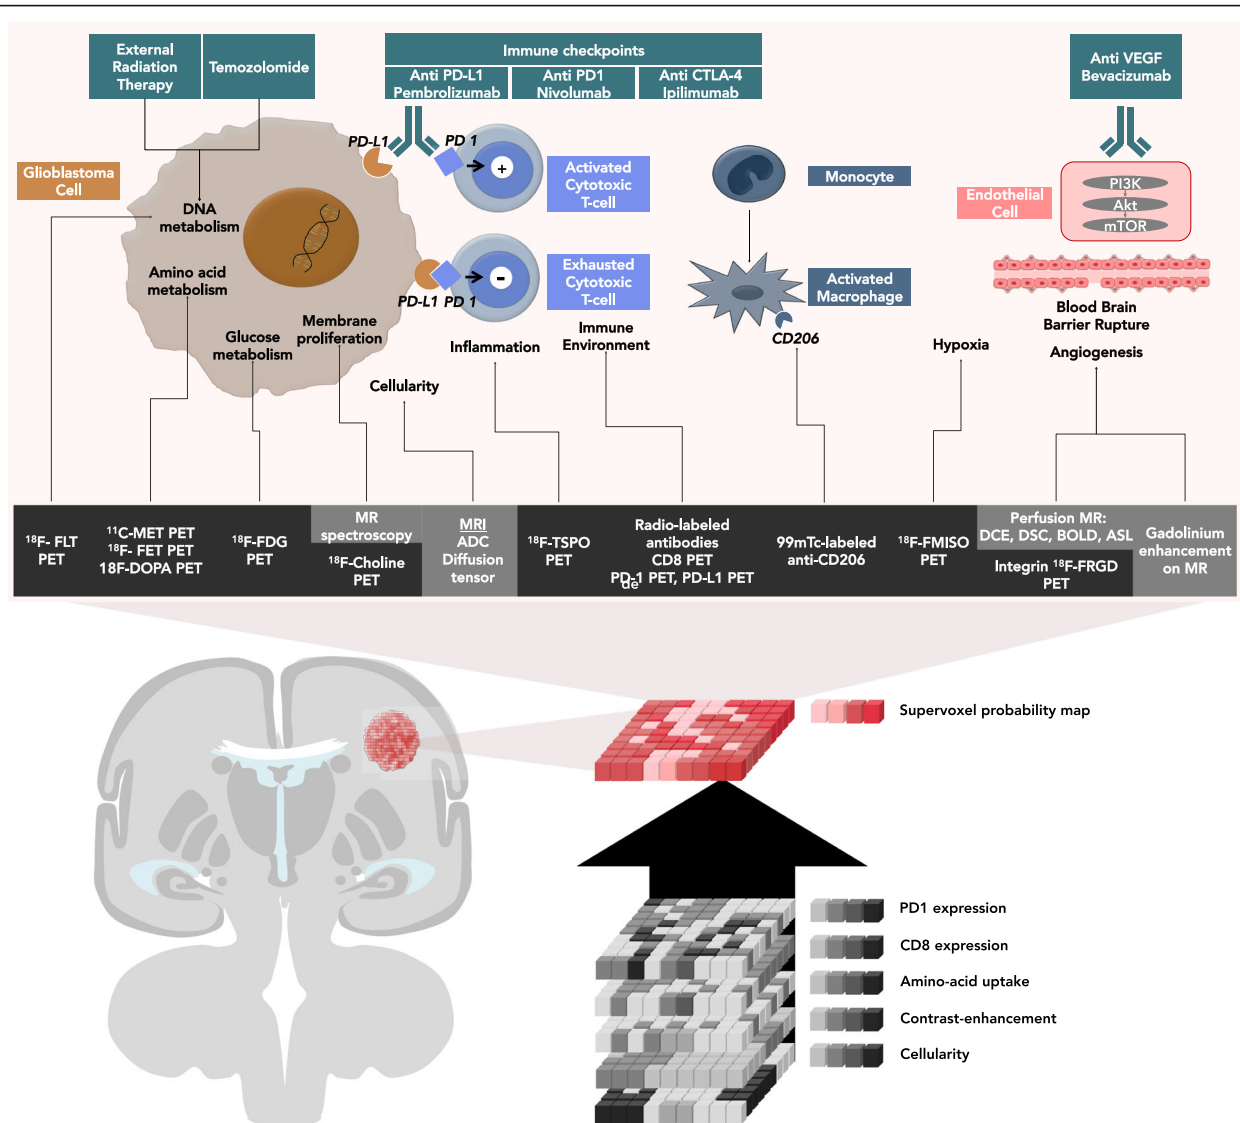 External
Radiation
Therapy
Temozolomide
Immune checkpoints
Anti PD-L1
Pembrolizumab
Anti PD1
Nivolumab
Anti CTLA-4
Ipilimumab
Anti VEGF
Bevacizumab
Glioblastoma
Cell
PD-L1
PD 1
+
Activated
Cytotoxic
T-cell
Monocyte
Endothelial
Cell
PI3K
Akt
mTOR
DNA
metabolism
Amino acid
metabolism
Glucose
metabolism
Membrane
proliferation
PD-L1
PD 1
-
Exhausted
Cytotoxic
T-cell
Activated
Macrophage
CD206
Cellularity
Inflammation
Immune
Environment
Hypoxia
Blood Brain
Barrier Rupture
Angiogenesis
18F- FLT
PET
11C-MET PET
18F- FET PET
18F-DOPA PET
18F-FDG
PET
MR
spectroscopy
18F-Choline
PET
MRI
ADC
Diffusion
tensor
18F-TSPO
PET
Radio-labeled
antibodies
CD8 PET
PD-1 PET, PD-L1 PET
de
99mTc-labeled
anti-CD206
18F-FMISO
PET
Perfusion MR:
DCE, DSC, BOLD, ASL
Integrin 18F-FRGD
PET
Gadolinium
enhancement
on MR
Supervoxel probability map
PD1 expression
CD8 expression
Amino-acid uptake
Contrast-enhancement
Cellularity